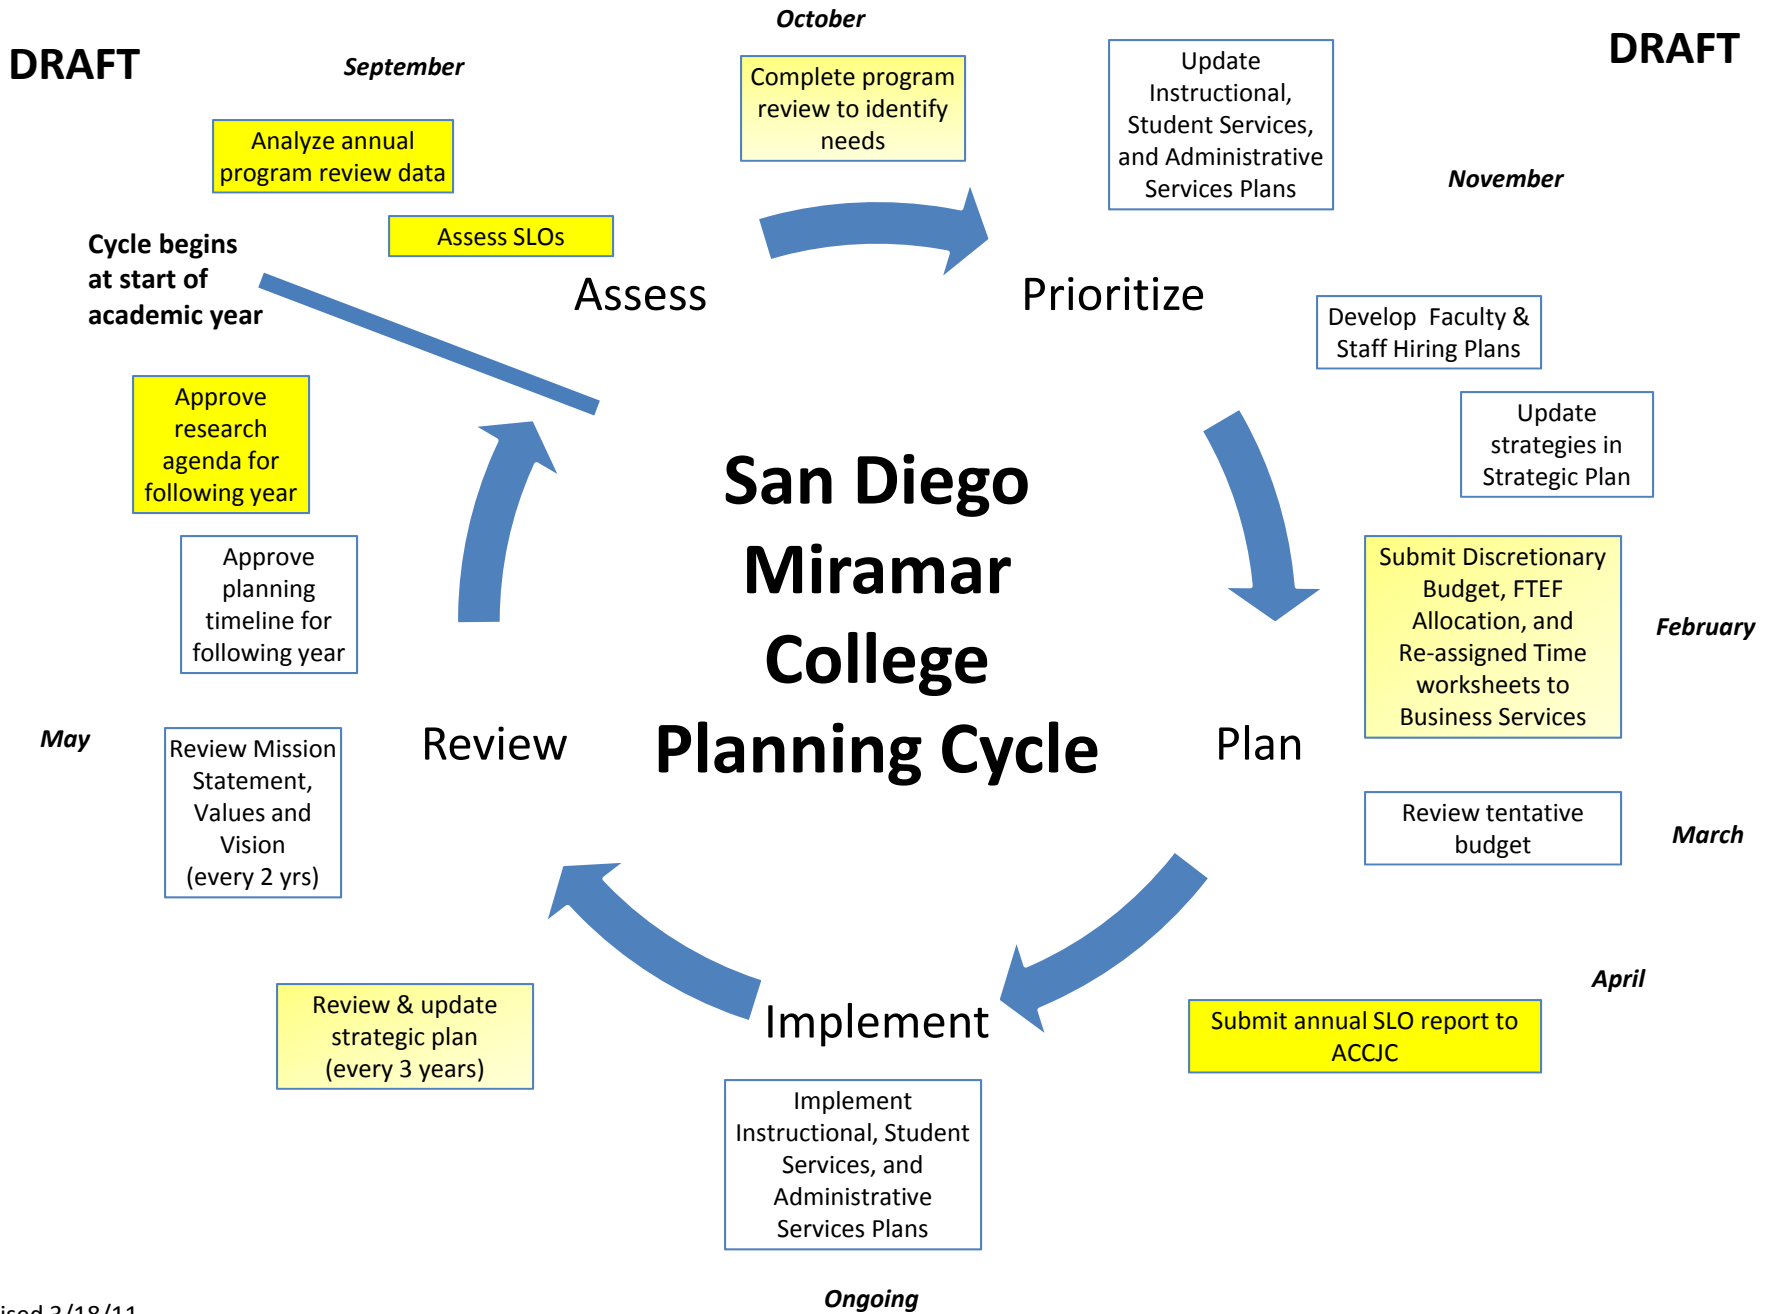 October
DRAFT
DRAFT
September
Complete program
review to identify
needs
Update
Instructional,
Student Services,
and Administrative
Services Plans
Analyze annual
program review data
November
Assess SLOs
Cycle begins
at start of
academic year
Assess
Prioritize
Develop Faculty &
Staff Hiring Plans
Approve
research
agenda for
following year
Update
strategies in
Strategic Plan
San Diego
Miramar
College
Planning Cycle
Approve
planning
timeline for
following year
Submit Discretionary
Budget, FTEF
Allocation, and
Re-assigned Time
worksheets to
Business Services
February
May
Review Mission
Statement,
Values and
Vision
(every 2 yrs)
Review
Plan
Review tentative
budget
March
April
Review & update
strategic plan
(every 3 years)
Implement
Submit annual SLO report to
ACCJC
Implement
Instructional, Student
Services, and
Administrative
Services Plans
Ongoing